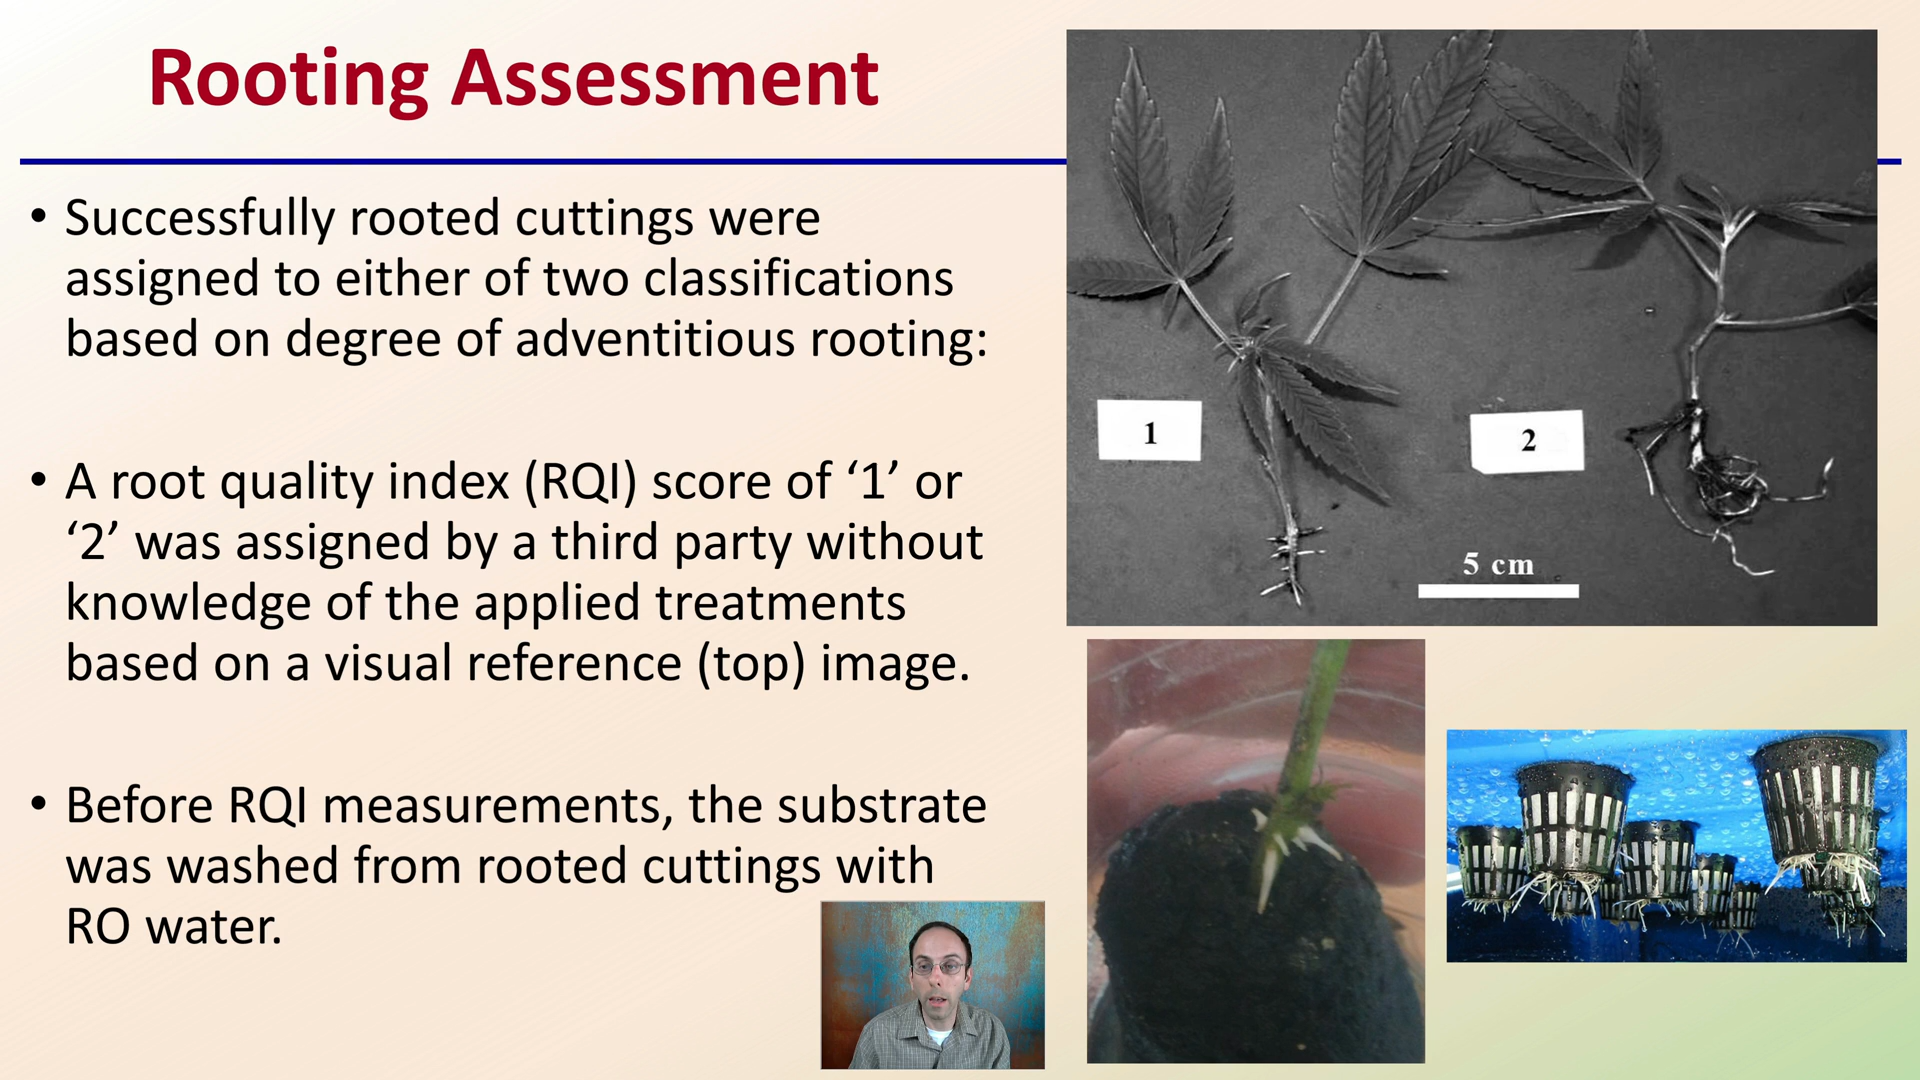 Rooting Assessment
• Successfully rooted cuttings were
assigned to either of two classifications
based on degree of adventitious rooting:
• A root quality index (RQI) score of ‘1’ or
‘2’ was assigned by a third party without
knowledge of the applied treatments
based on a visual reference (top) image.
• Before RQI measurements, the substrate
was washed from rooted cuttings with
RO water.
1
2
5 cm